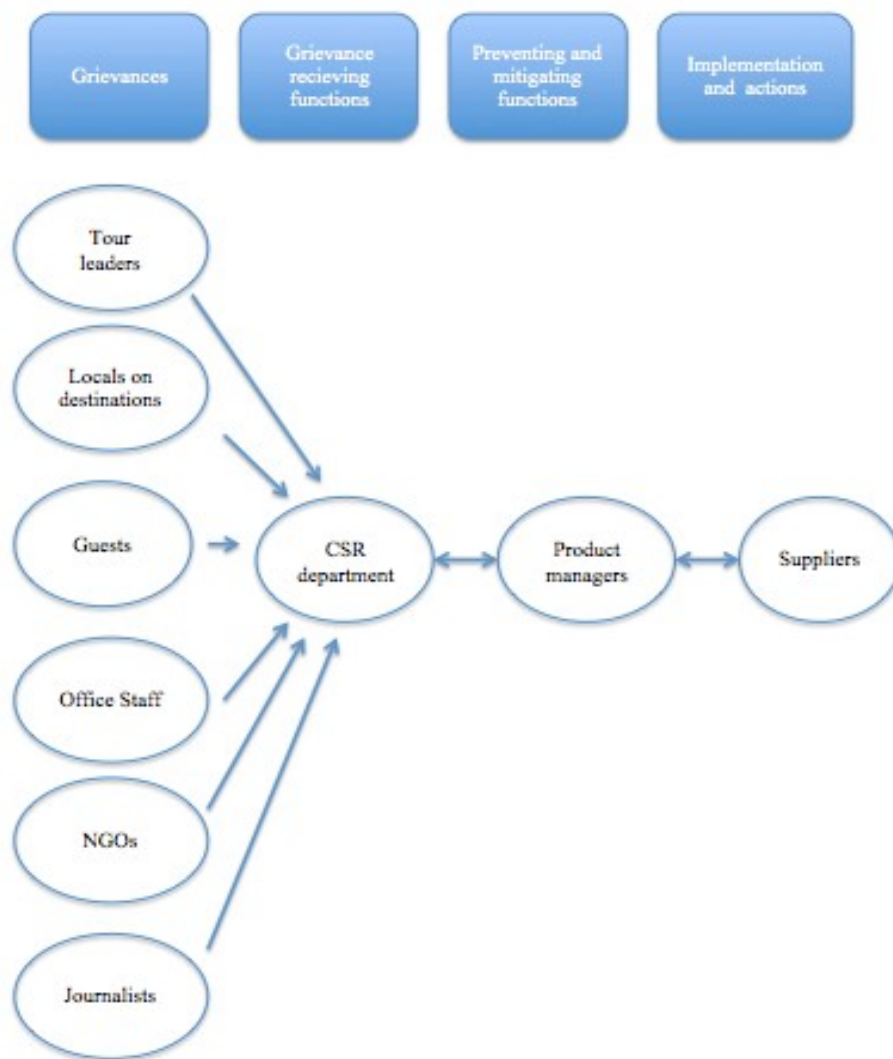 Grievances
Grievance
recieving
functions
Preventing and
mitigating
functions
Implementation
and actions
Tour
leaders
Locals on
destinations
Guests
CSR
department
Product
managers
Suppliers
Office Staff
NGOs
Journalists